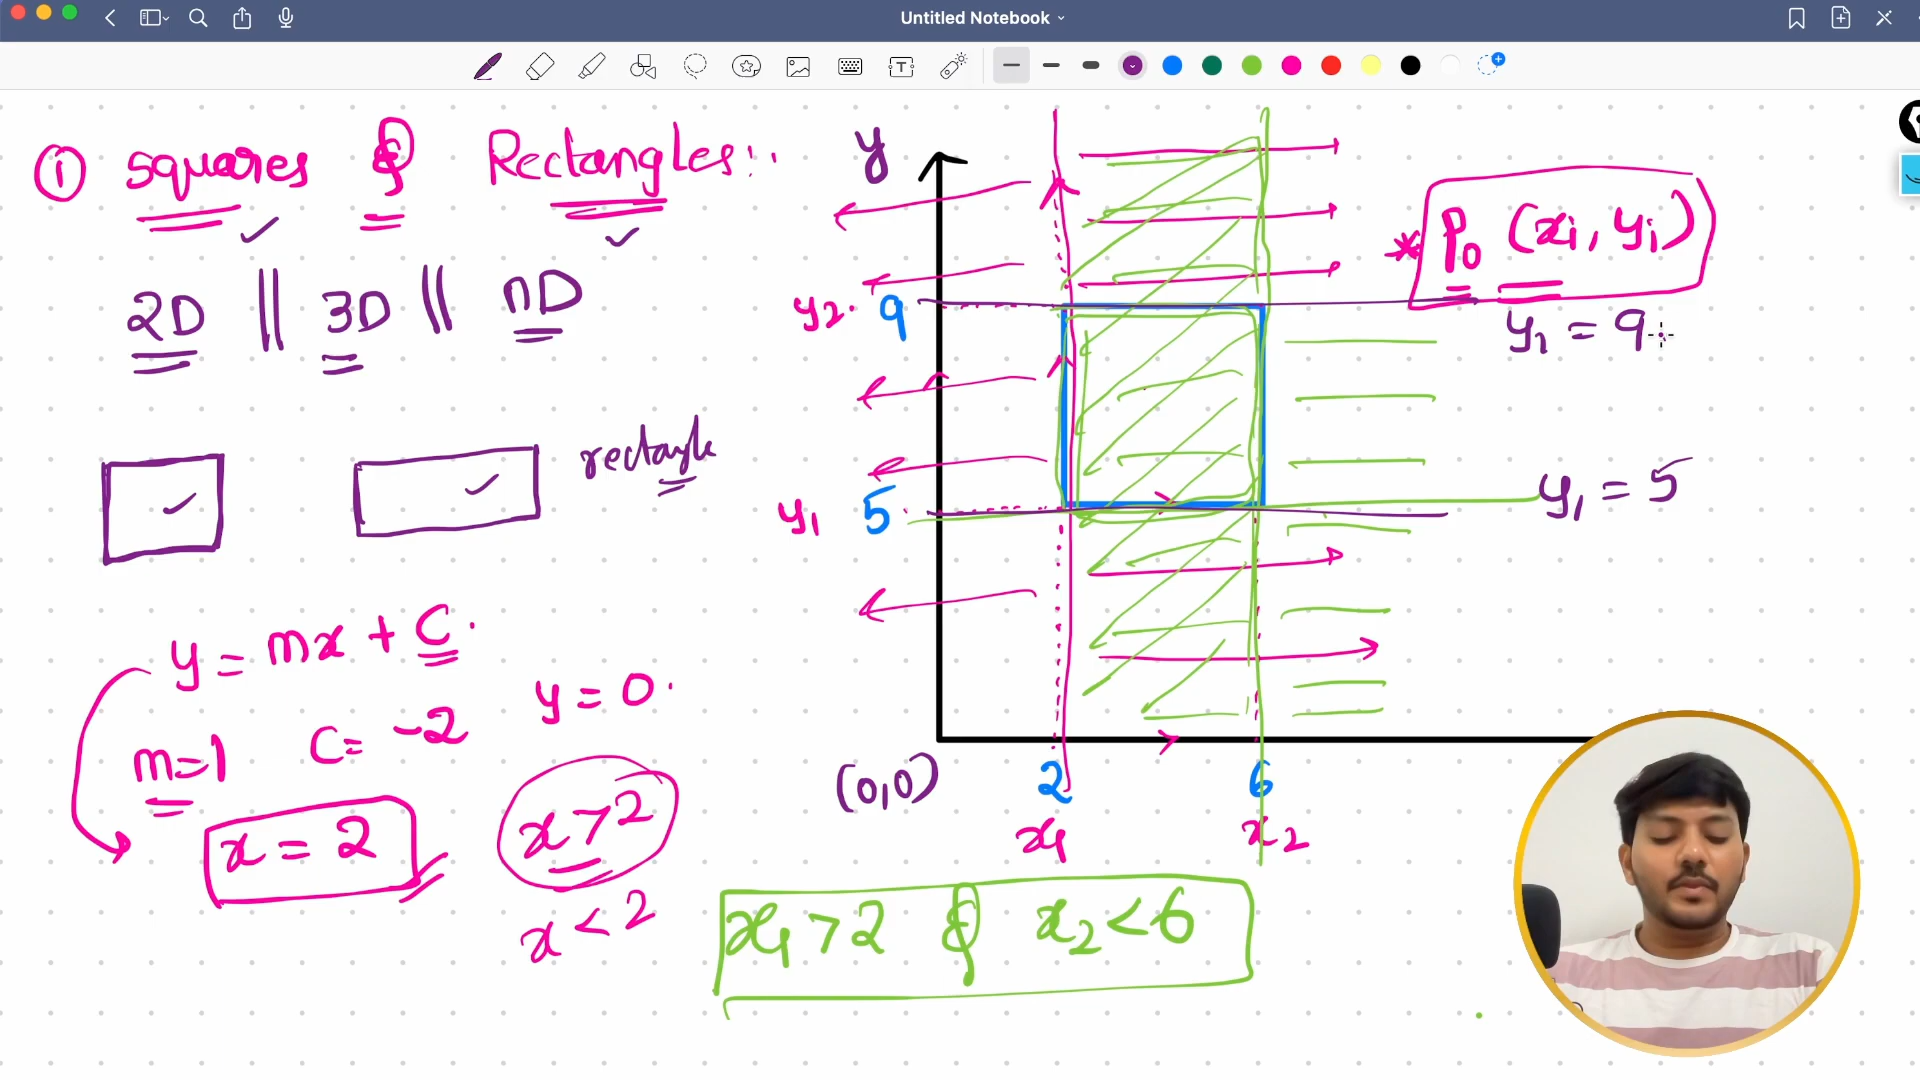 Untitled Notebook
① squares & Rectangles:.
2D || 3D || nD
rectangle
y = mx + C.
m=1 C= -2 y = 0.
x = 2
x > 2
x < 2
y
y2. 9
y1 5
(0,0) 2 6
x1 x2
x1 > 2 & x2 < 6
* P0 (xi, yi)
y2 = 9
y1 = 5